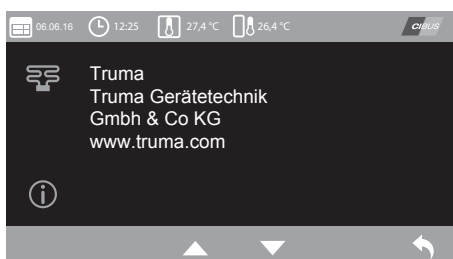 06.06.16 12:25 27,4 °C 26,4 °C CIBUS
Truma
Truma Gerätetechnik
Gmbh & Co KG
www.truma.com